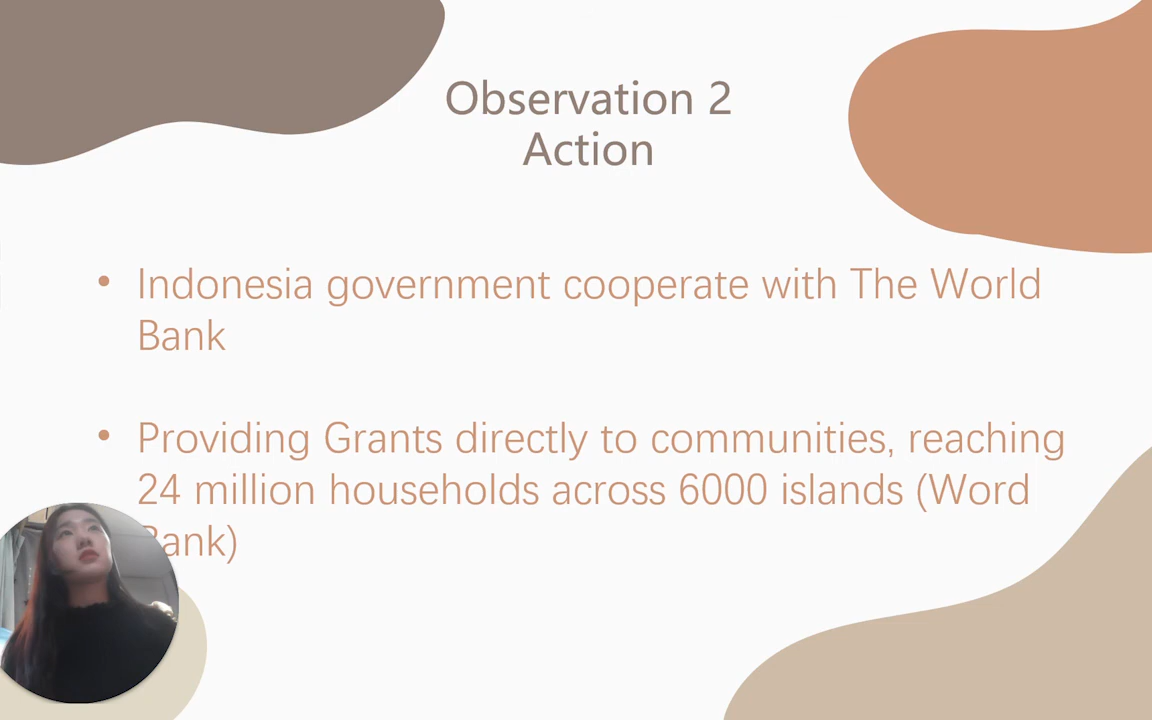 Observation 2
Action
• Indonesia government cooperate with The World
Bank
• Providing Grants directly to communities, reaching
24 million households across 6000 islands (Word
Bank)